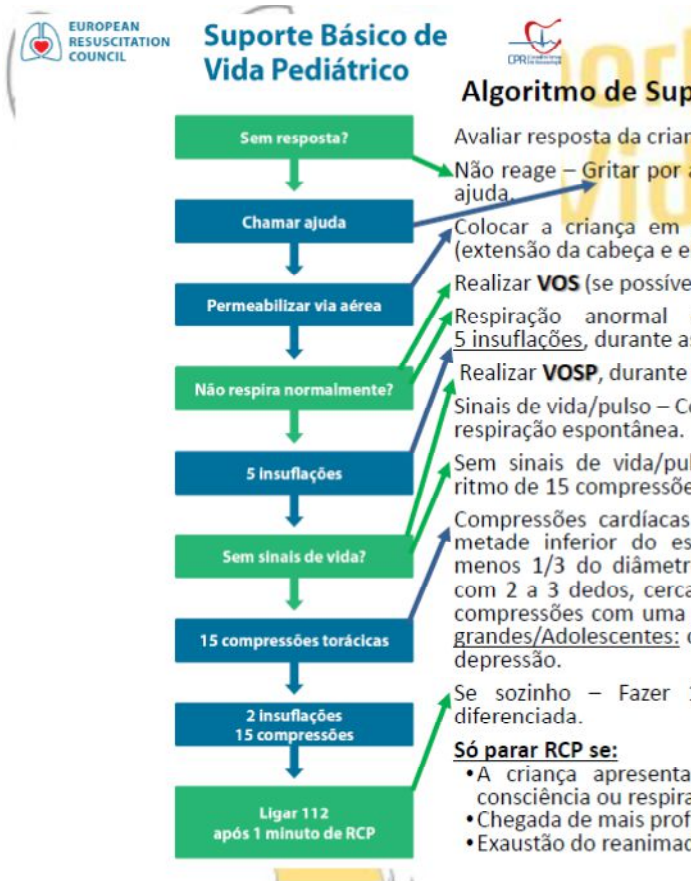 EUROPEAN
RESUSCITATION
COUNCIL
Suporte Básico de
Vida Pediátrico
CPR
Sem resposta?
Chamar ajuda
Permeabilizar via aérea
Não respira normalmente?
5 insuflações
Sem sinais de vida?
15 compressões torácicas
2 insuflações
15 compressões
Ligar 112
após 1 minuto de RCP
Algoritmo de Sup
Avaliar resposta da crian
Não reage – Gritar por a
ajuda.
Colocar a criança em
(extensão da cabeça e e
Realizar VOS (se possíve
Respiração anormal
5 insuflações, durante as
Realizar VOSP, durante
Sinais de vida/pulso – Co
respiração espontânea.
Sem sinais de vida/pul
ritmo de 15 compressõe
Compressões cardíacas
metade inferior do es
menos 1/3 do diâmetr
com 2 a 3 dedos, cerca
compressões com uma
grandes/Adolescentes:
depressão.
Se sozinho – Fazer 1
diferenciada.
Só parar RCP se:
•A criança apresenta
consciência ou respira
•Chegada de mais prof
•Exaustão do reanimad